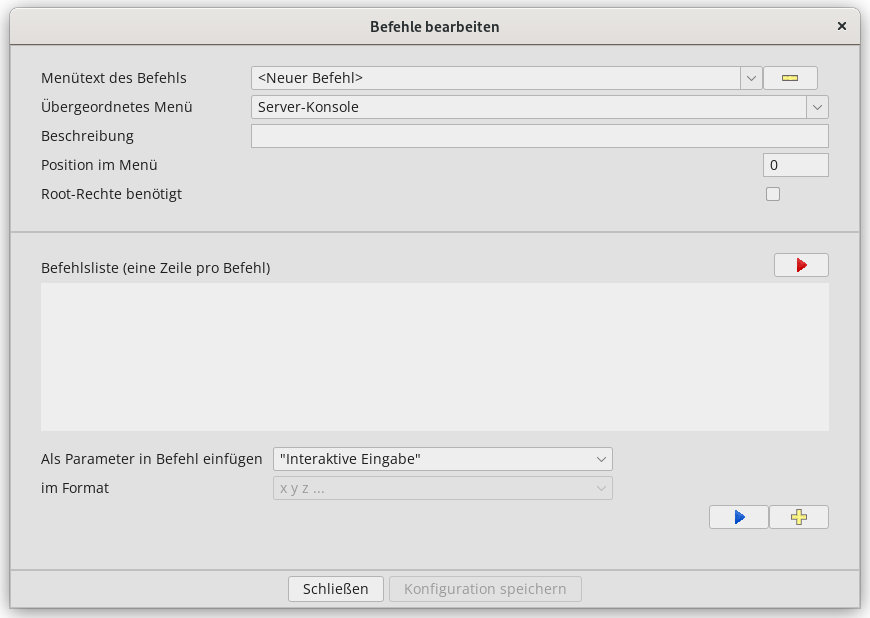 Befehle bearbeiten
Menütext des Befehls <Neuer Befehl>
Übergeordnetes Menü Server-Konsole
Beschreibung
Position im Menü 0
Root-Rechte benötigt
Befehlsliste (eine Zeile pro Befehl)
Als Parameter in Befehl einfügen "Interaktive Eingabe"
im Format x y z ...
Schließen Konfiguration speichern